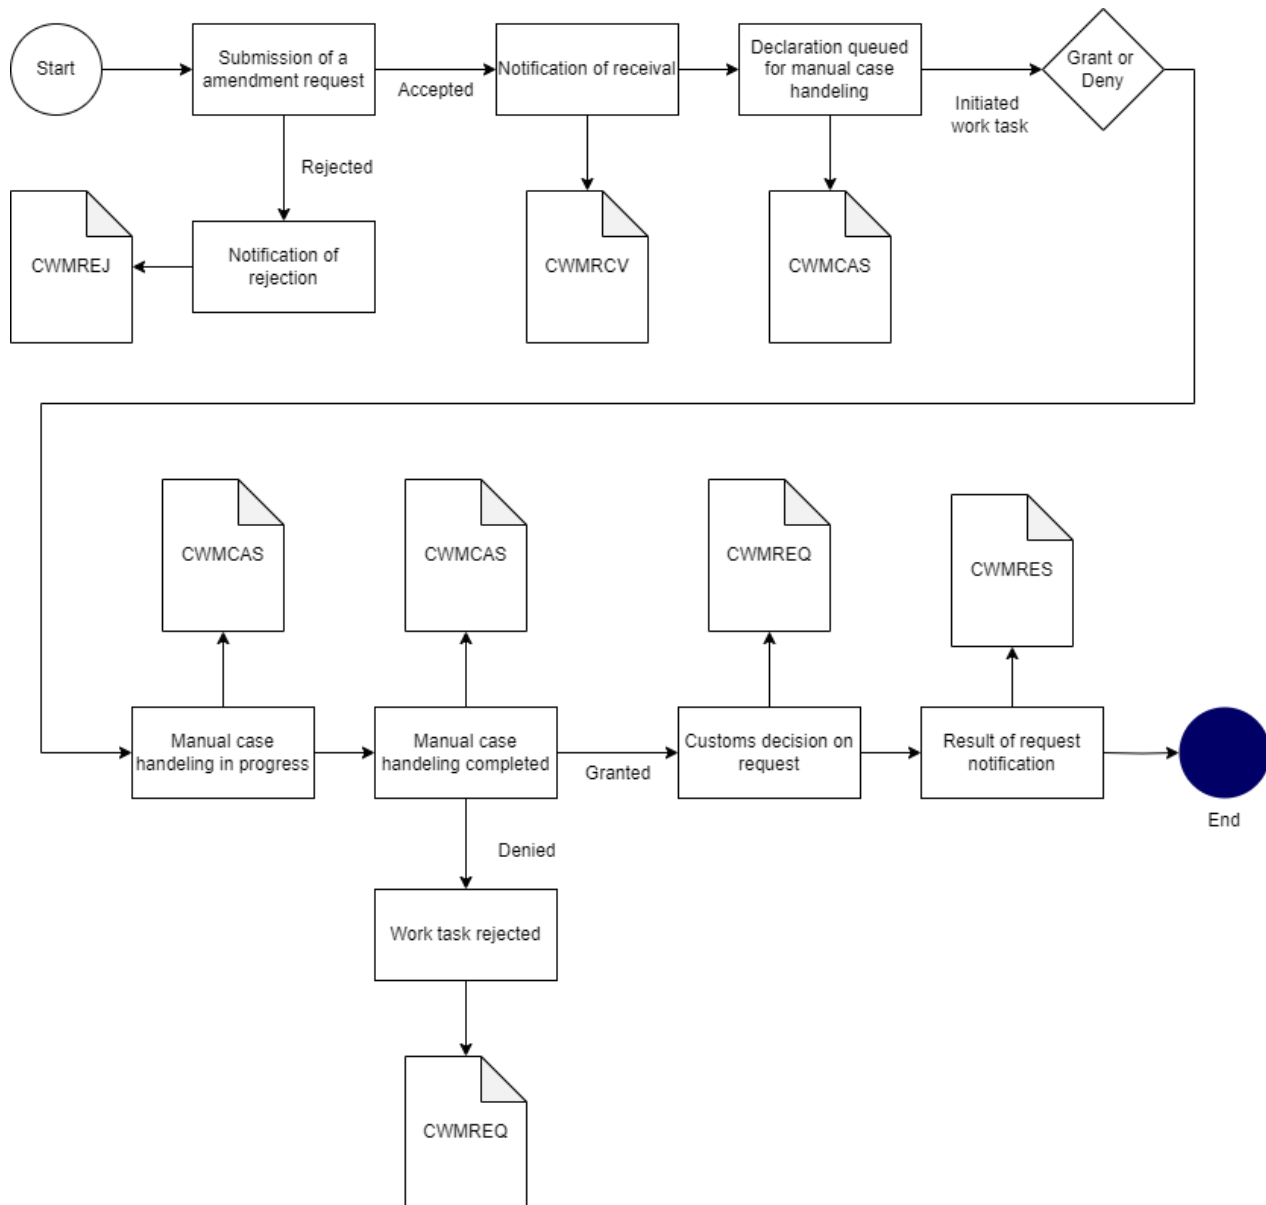 Start
Submission of a
amendment request
Accepted
Notification of receival
Declaration queued
for manual case
handeling
Initiated
work task
Grant or
Deny
Rejected
CWMREJ
Notification of
rejection
CWMRCV
CWMCAS
CWMCAS
CWMCAS
CWMREQ
CWMRES
Manual case
handeling in progress
Manual case
handeling completed
Granted
Customs decision on
request
Result of request
notification
End
Denied
Work task rejected
CWMREQ